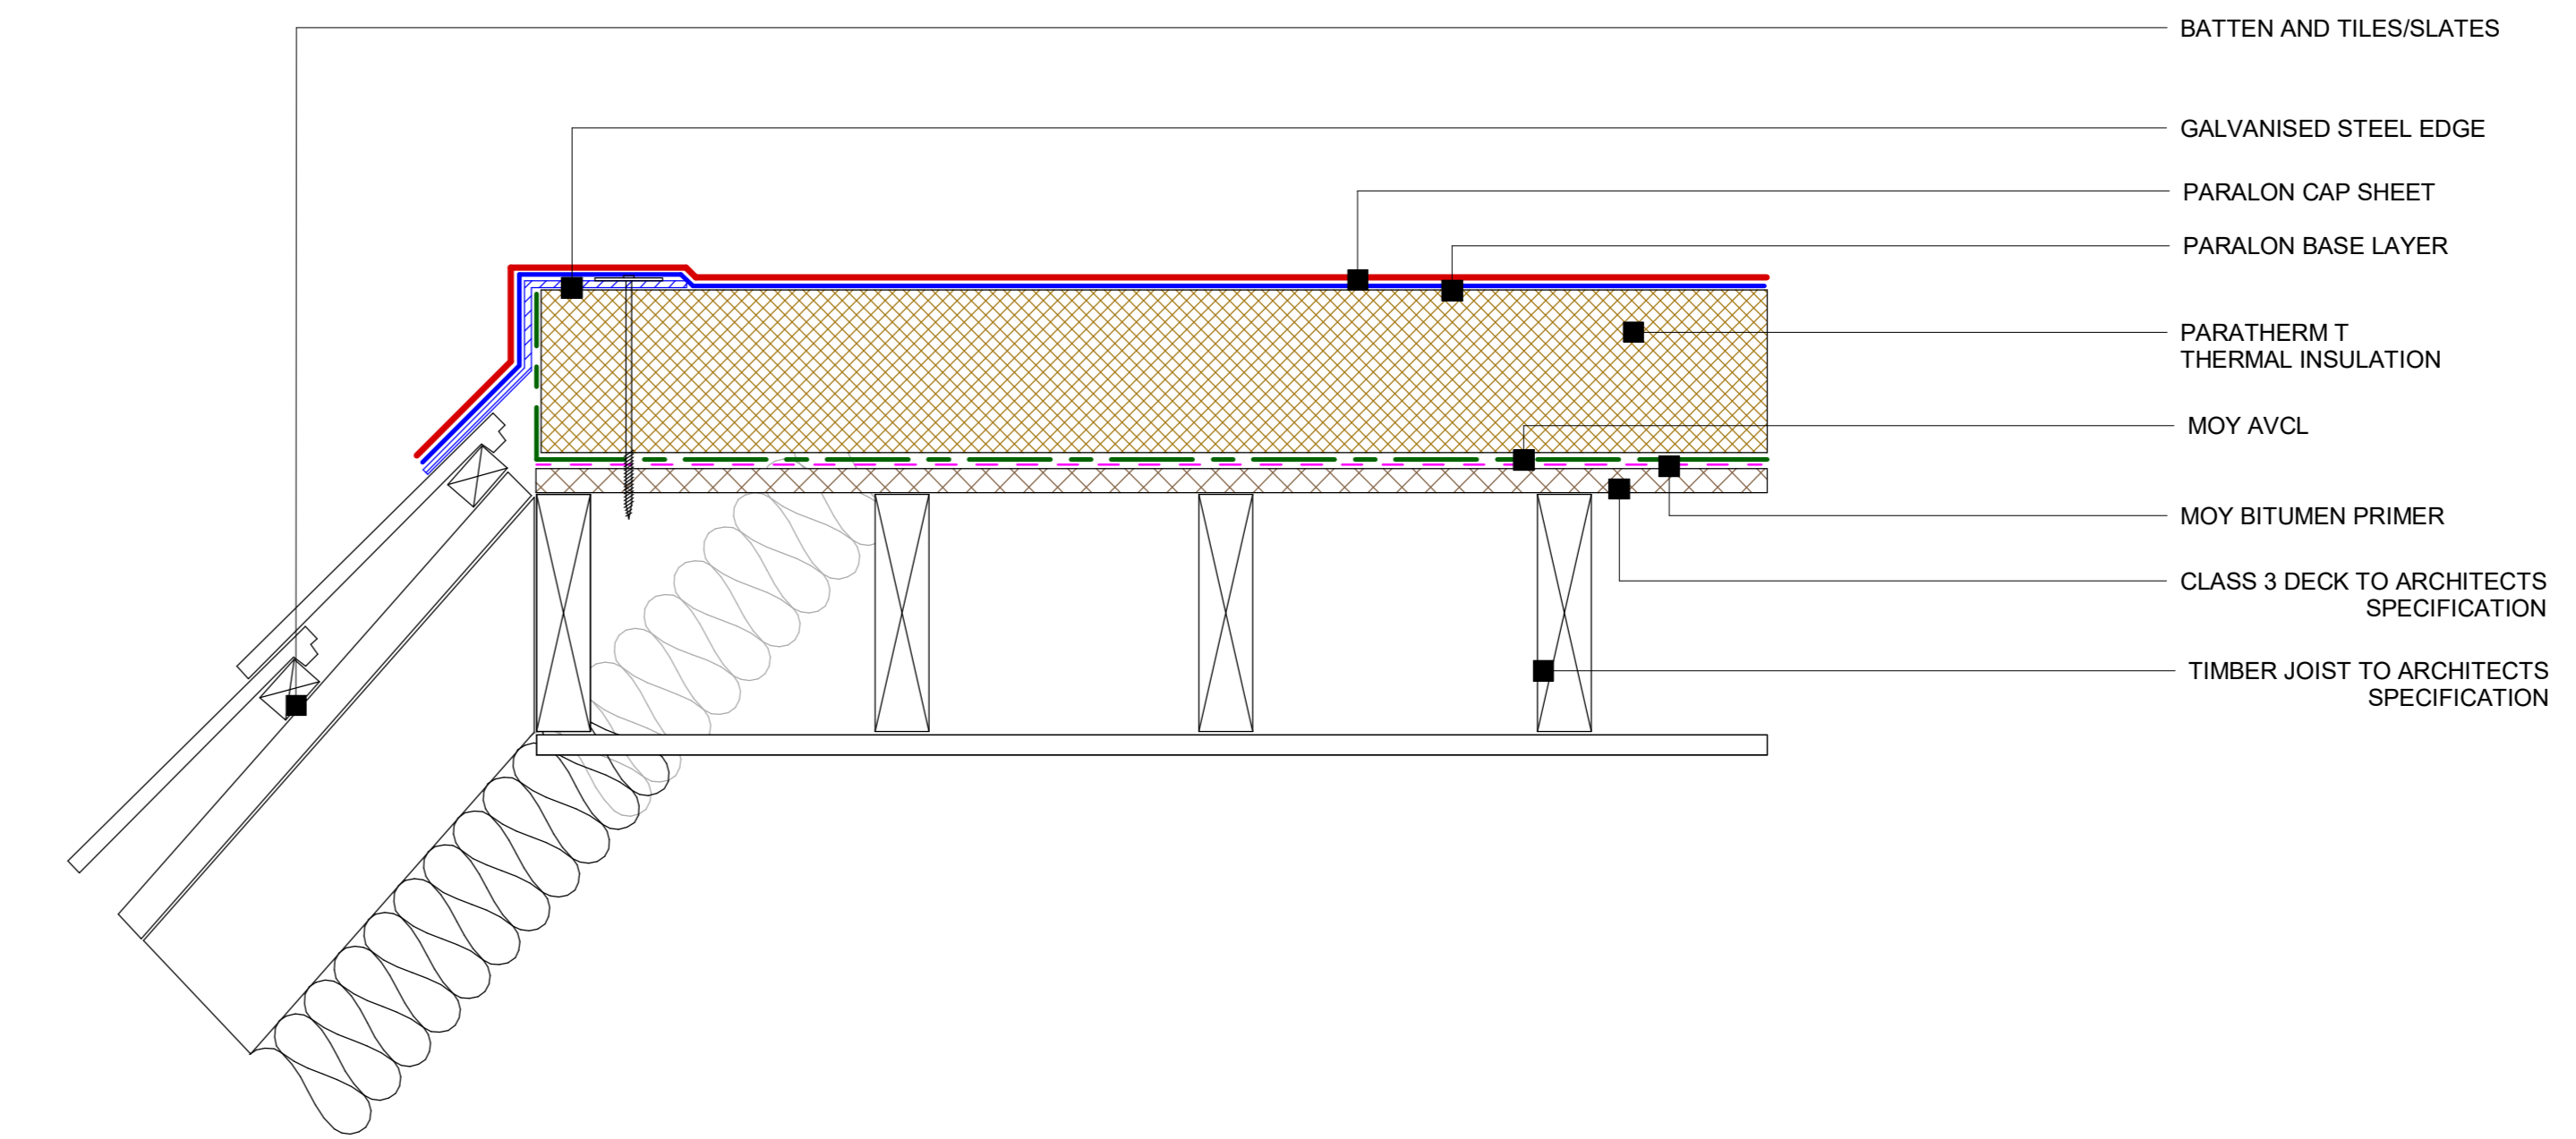 BATTEN AND TILES/SLATES
GALVANISED STEEL EDGE
PARALON CAP SHEET
PARALON BASE LAYER
PARATHERM T
THERMAL INSULATION
MOY AVCL
MOY BITUMEN PRIMER
CLASS 3 DECK TO ARCHITECTS
SPECIFICATION
TIMBER JOIST TO ARCHITECTS
SPECIFICATION